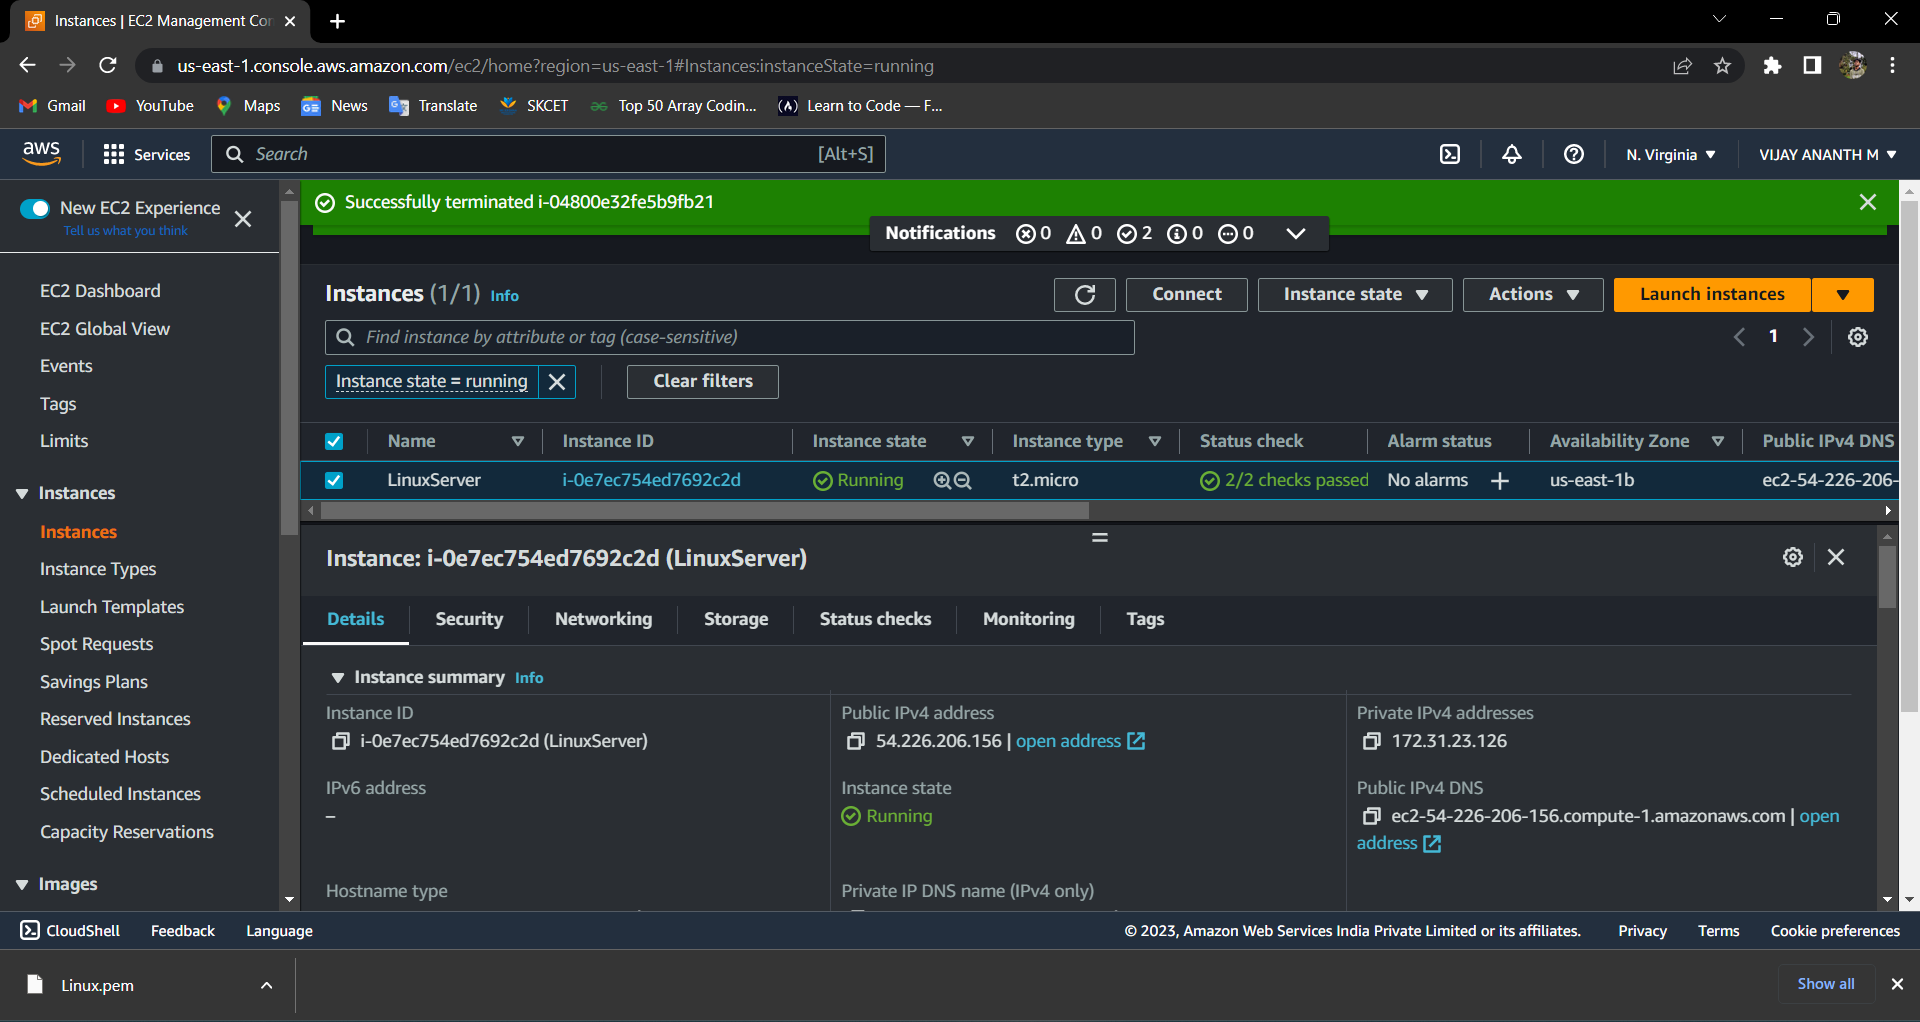 Instances | EC2 Management Con
us-east-1.console.aws.amazon.com/ec2/home?region=us-east-1#Instances:instanceState=running
Gmail YouTube Maps News Translate SKCET Top 50 Array Codin... Learn to Code — F...
aws Services Search [Alt+S] N. Virginia VIJAY ANANTH M
New EC2 Experience
Tell us what you think
Successfully terminated i-04800e32fe5b9fb21
Notifications 0 0 2 0 0
EC2 Dashboard
EC2 Global View
Events
Tags
Limits
Instances
Instances
Instance Types
Launch Templates
Spot Requests
Savings Plans
Reserved Instances
Dedicated Hosts
Scheduled Instances
Capacity Reservations
Images
Instances (1/1) Info Connect Instance state Actions Launch instances
Find instance by attribute or tag (case-sensitive) 1
Instance state = running Clear filters
Name Instance ID Instance state Instance type Status check Alarm status Availability Zone Public IPv4 DNS
LinuxServer i-0e7ec754ed7692c2d Running t2.micro 2/2 checks passed No alarms us-east-1b ec2-54-226-206-
Instance: i-0e7ec754ed7692c2d (LinuxServer)
Details Security Networking Storage Status checks Monitoring Tags
Instance summary Info
Instance ID
i-0e7ec754ed7692c2d (LinuxServer)
Public IPv4 address
54.226.206.156 | open address
Private IPv4 addresses
172.31.23.126
IPv6 address
–
Instance state
Running
Public IPv4 DNS
ec2-54-226-206-156.compute-1.amazonaws.com | open
address
Hostname type
Private IP DNS name (IPv4 only)
CloudShell Feedback Language © 2023, Amazon Web Services India Private Limited or its affiliates. Privacy Terms Cookie preferences
Linux.pem Show all